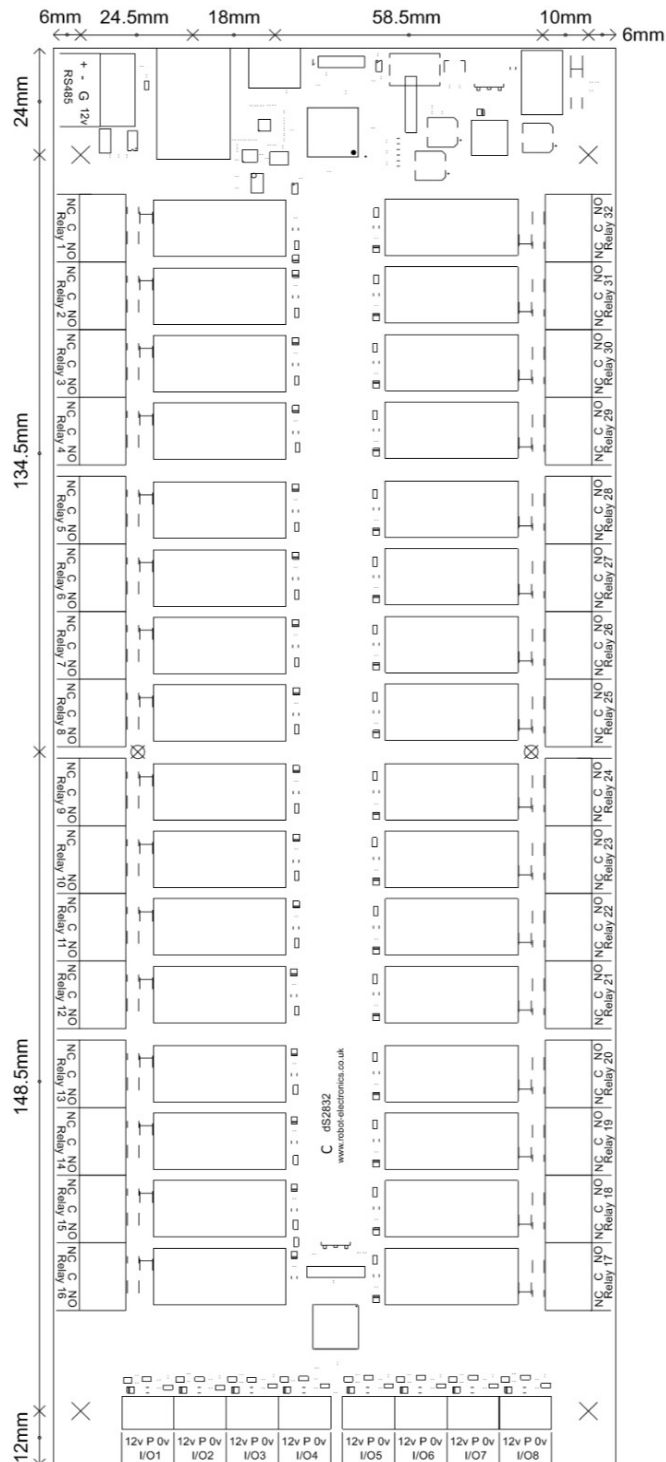 6mm 24.5mm 18mm 58.5mm 10mm 6mm
24mm
134.5mm
148.5mm
12mm
+ - G 12v
RS485
NC C NO
Relay 1
NC C NO
Relay 2
NC C NO
Relay 3
NC C NO
Relay 4
NC C NO
Relay 5
NC C NO
Relay 6
NC C NO
Relay 7
NC C NO
Relay 8
NC C NO
Relay 9
NC C NO
Relay 10
NC C NO
Relay 11
NC C NO
Relay 12
NC C NO
Relay 13
NC C NO
Relay 14
NC C NO
Relay 15
NC C NO
Relay 16
NC C NO
Relay 32
NC C NO
Relay 31
NC C NO
Relay 30
NC C NO
Relay 29
NC C NO
Relay 28
NC C NO
Relay 27
NC C NO
Relay 26
NC C NO
Relay 25
NC C NO
Relay 24
NC C NO
Relay 23
NC C NO
Relay 22
NC C NO
Relay 21
NC C NO
Relay 20
NC C NO
Relay 19
NC C NO
Relay 18
NC C NO
Relay 17
C dS2832
www.robot-electronics.co.uk
12v P 0v 12v P 0v 12v P 0v 12v P 0v 12v P 0v 12v P 0v 12v P 0v 12v P 0v
I/O1 I/O2 I/O3 I/O4 I/O5 I/O6 I/O7 I/O8